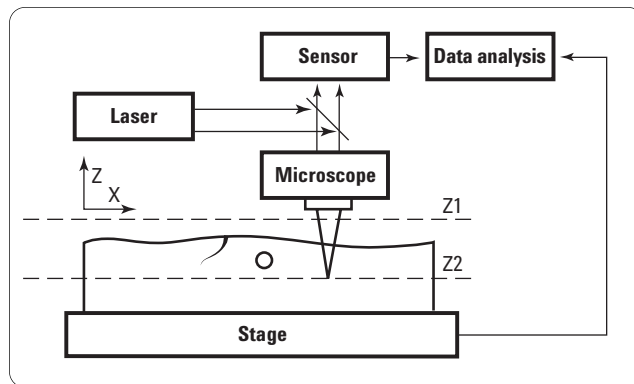 Sensor
Data analysis
Laser
Microscope
Z
X
Z1
Z2
Stage